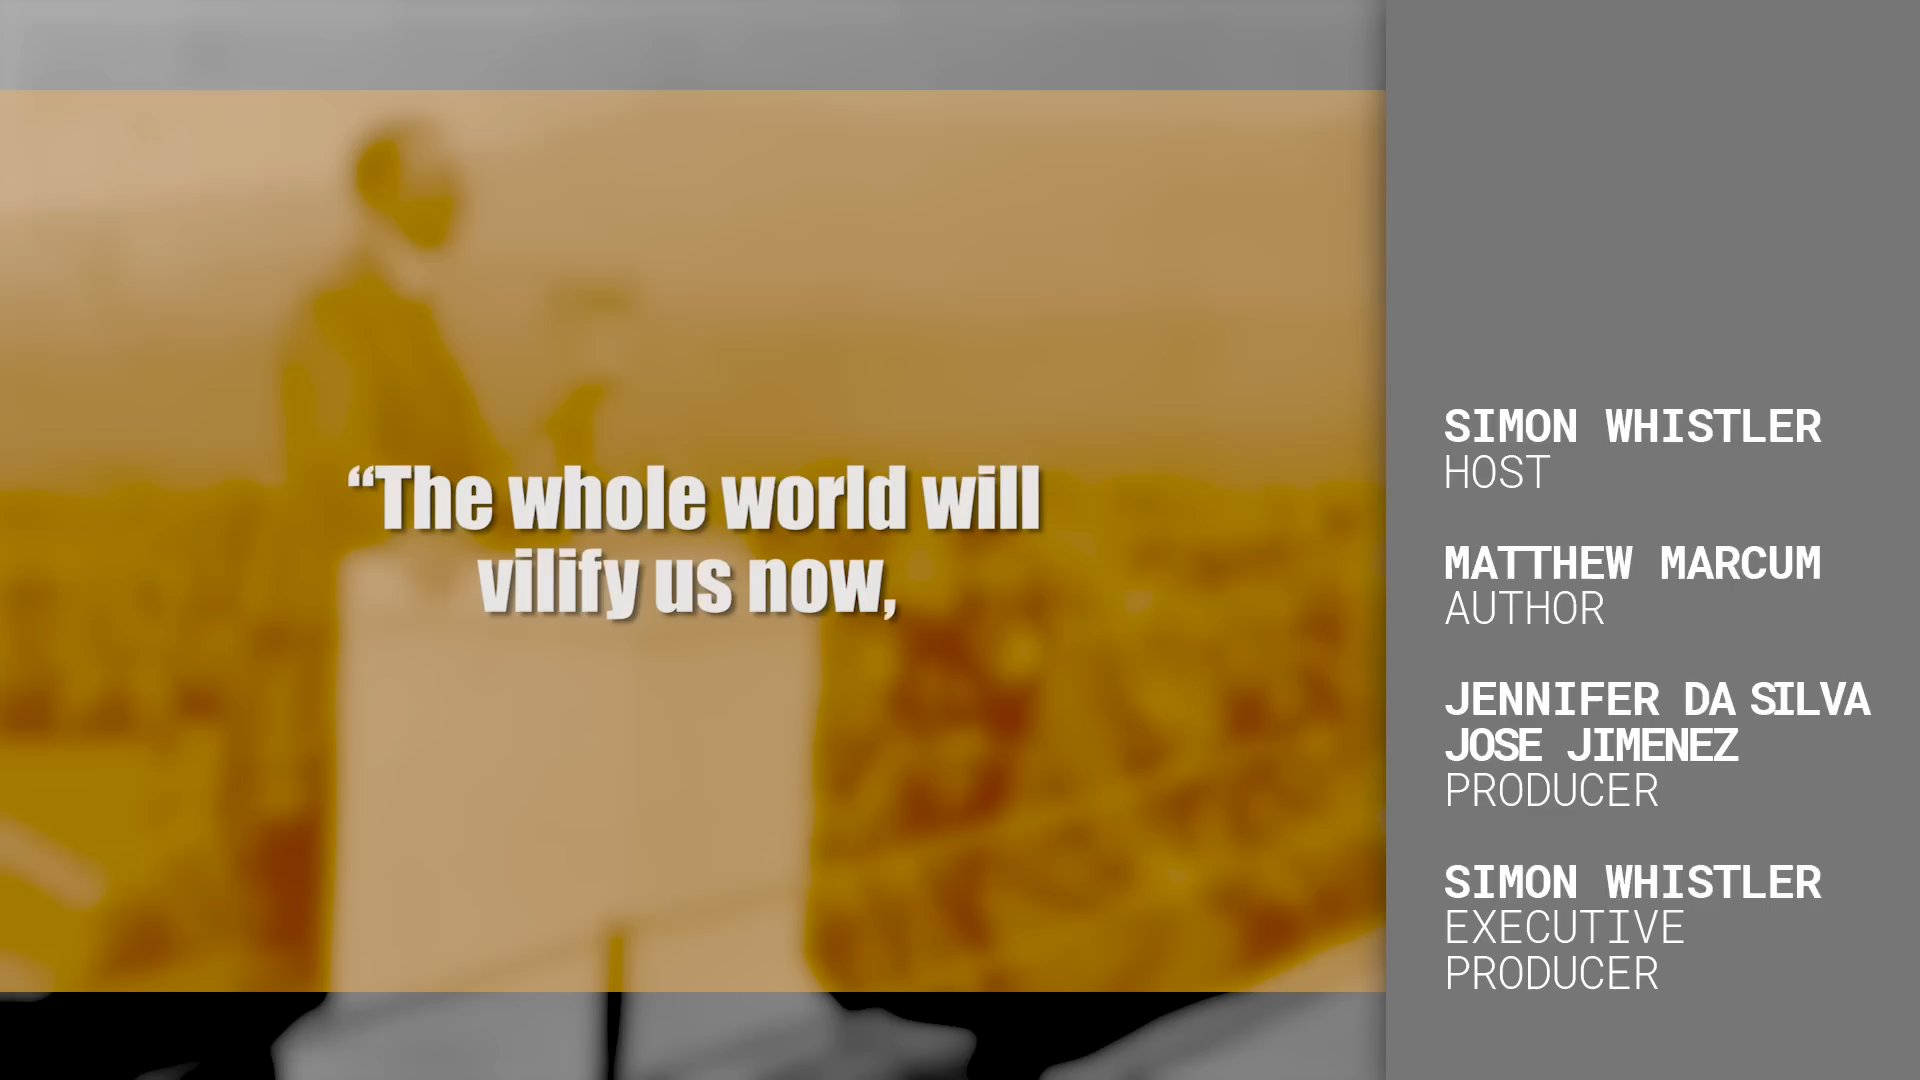 “The whole world will
vilify us now,
SIMON WHISTLER
HOST
MATTHEW MARCUM
AUTHOR
JENNIFER DA SILVA
JOSE JIMENEZ
PRODUCER
SIMON WHISTLER
EXECUTIVE
PRODUCER